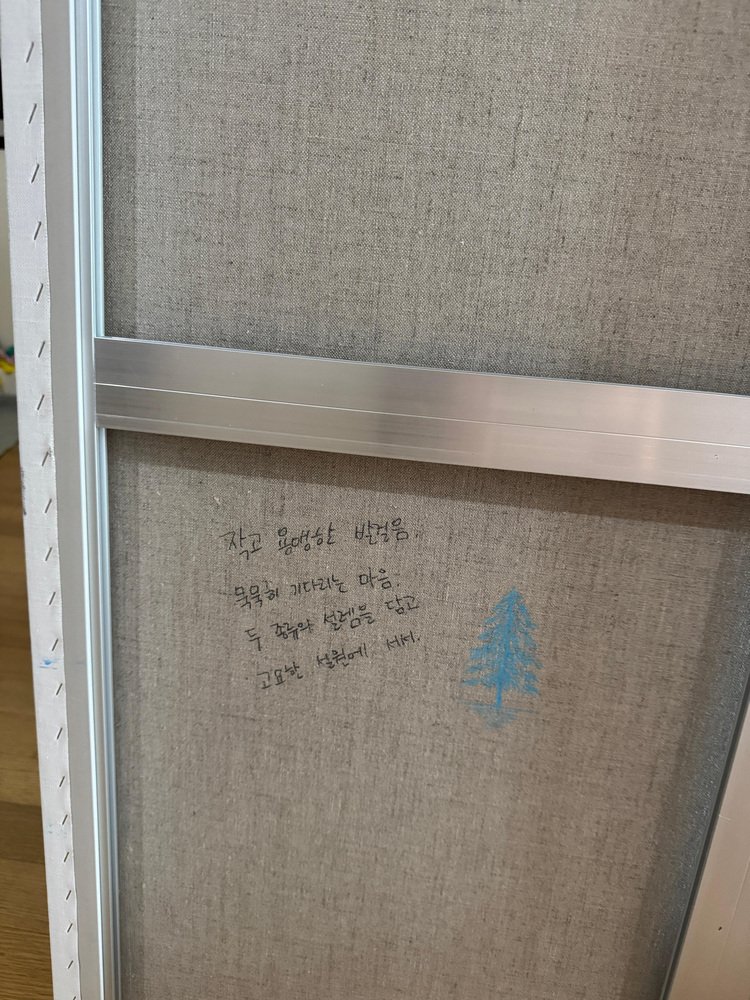 작고 용맹한 발걸음.
묵묵히 기다리는 마음.
두 종류의 설렘을 담고
고요한 설원에 서서.